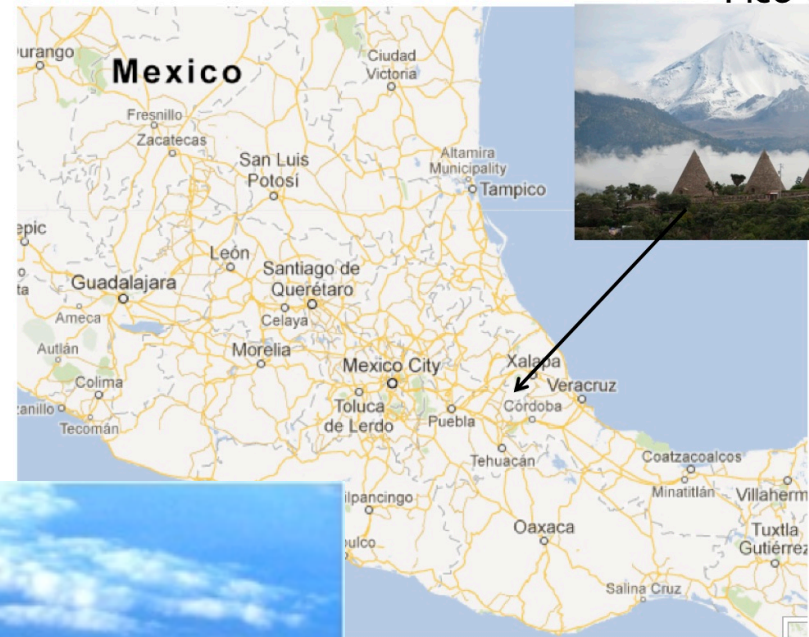 Pico
urango
Mexico
Ciudad
Victoria
Fresnillo
Zacatecas
San Luis
Potosí
Altamira
Municipality
Tampico
epic
León
Santiago de
Querétaro
Guadalajara
Ameca
Celaya
Autlán
Morelia
Mexico City
Xalapa
Colima
Veracruz
anillo
Toluca
de Lerdo
Puebla
Córdoba
Tecomán
Tehuacán
Coatzacoalcos
Minatitlán
Villaherm
ilpancingo
Oaxaca
Tuxtla
Gutiérrez
ulco
Salina Cruz